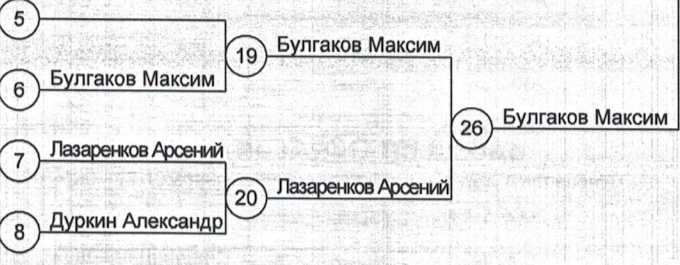 5
19 Булгаков Максим
6 Булгаков Максим
26 Булгаков Максим
7 Лазаренков Арсений
20 Лазаренков Арсений
8 Дуркин Александр